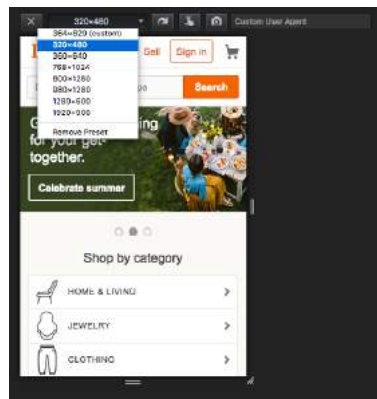 320×480
Custom User Agent
364×829 (custom)
320×480
360×640
768×1024
800×1280
980×1280
1280×600
1920×900
Remove Preset
Sell
Sign in
Search
ing
for your get-
together.
Celebrate summer
Shop by category
HOME & LIVING
JEWELRY
CLOTHING